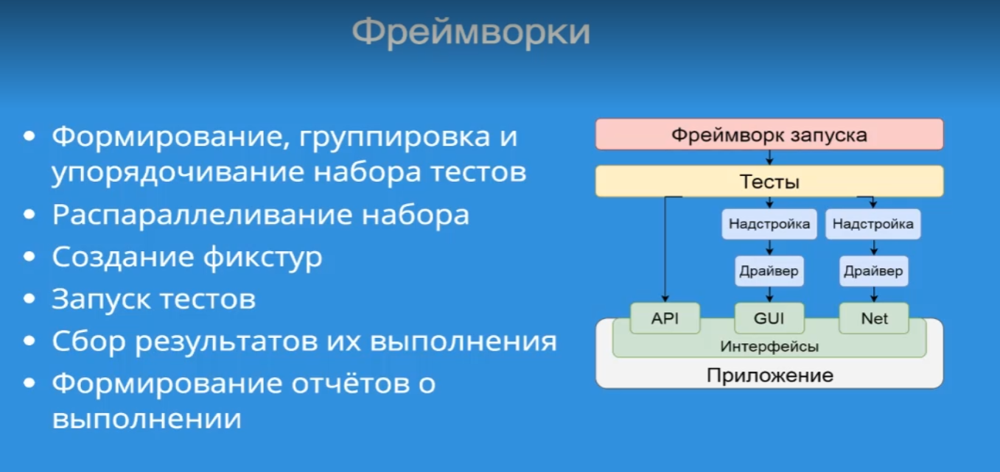 Фреймворки
• Формирование, группировка и
упорядочивание набора тестов
• Распараллеливание набора
• Создание фикстур
• Запуск тестов
• Сбор результатов их выполнения
• Формирование отчётов о
выполнении
Фреймворк запуска
Тесты
Надстройка Надстройка
Драйвер Драйвер
API GUI Net
Интерфейсы
Приложение